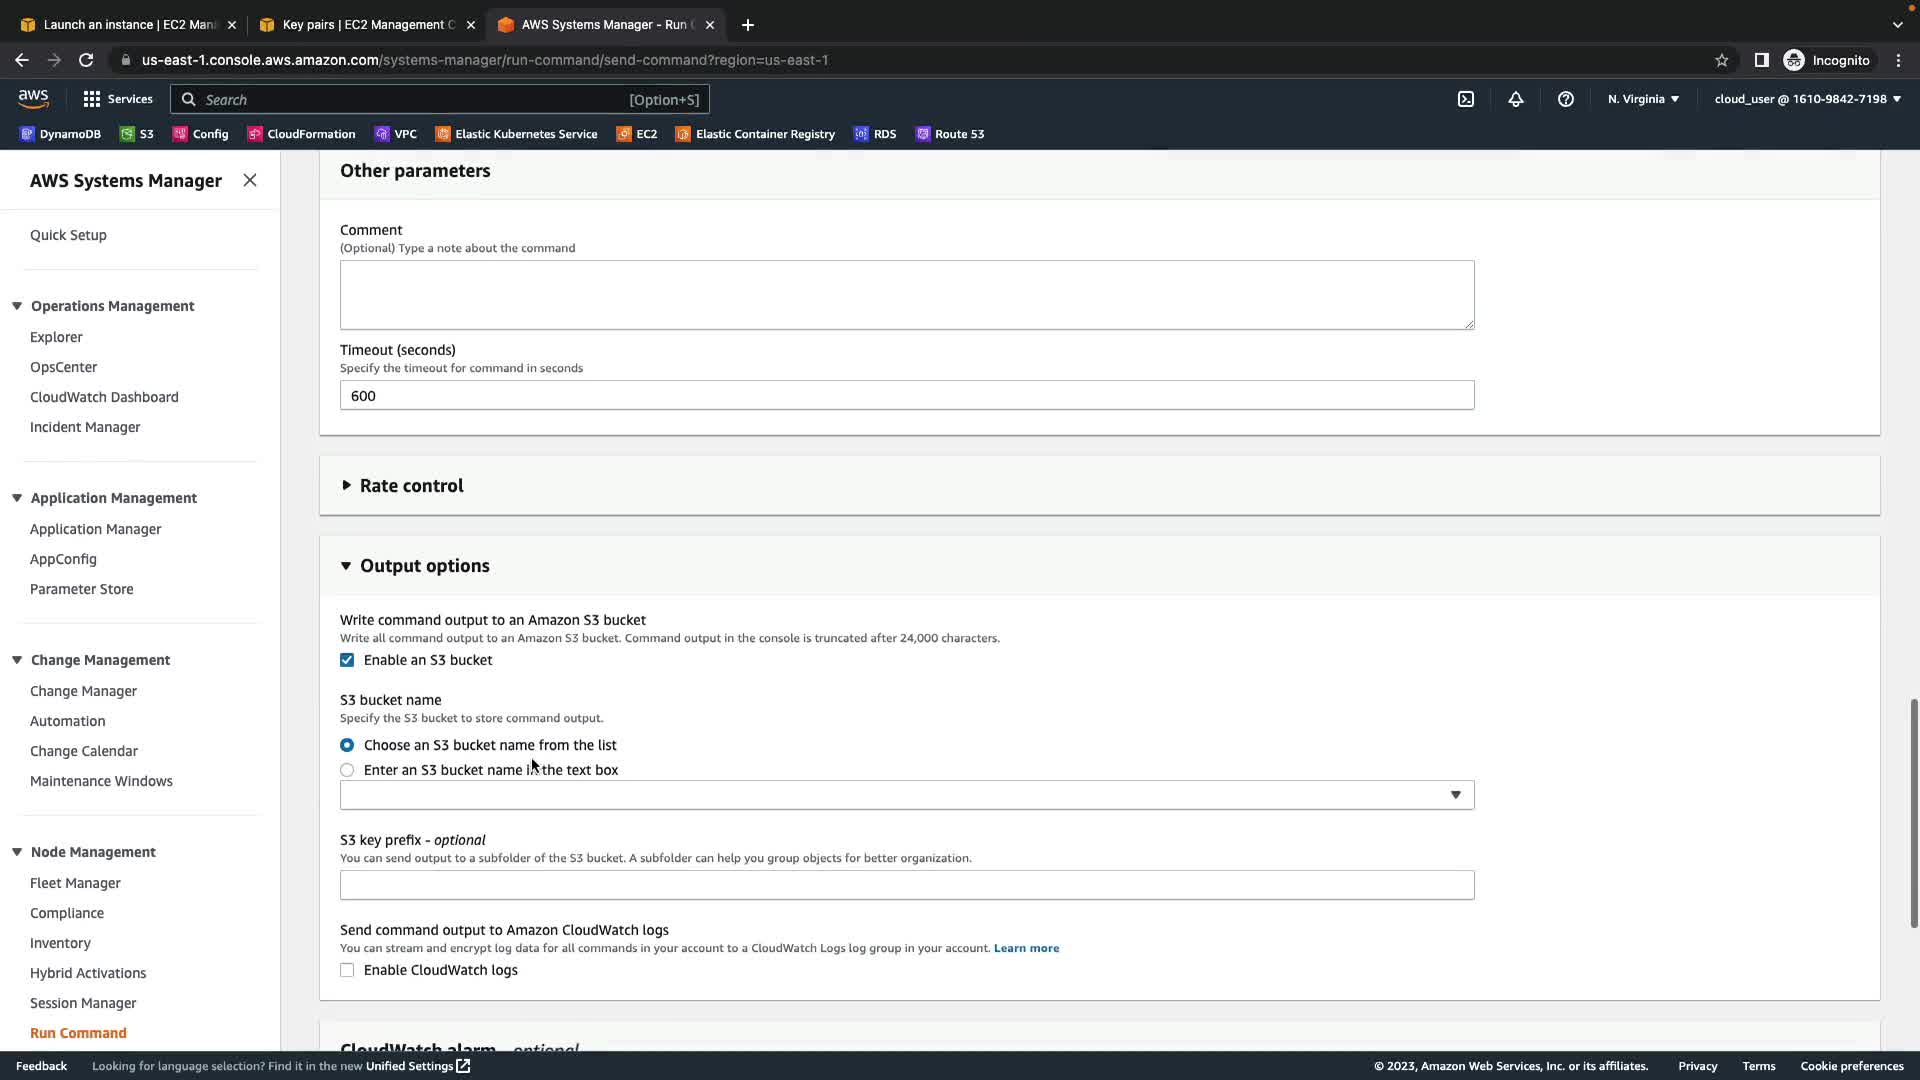 Launch an instance | EC2 Man
Key pairs | EC2 Management C
AWS Systems Manager - Run C
us-east-1.console.aws.amazon.com/systems-manager/run-command/send-command?region=us-east-1
Incognito
aws
Services
Search
[Option+S]
N. Virginia
cloud_user @ 1610-9842-7198
DynamoDB
S3
Config
CloudFormation
VPC
Elastic Kubernetes Service
EC2
Elastic Container Registry
RDS
Route 53
AWS Systems Manager
Quick Setup
Operations Management
Explorer
OpsCenter
CloudWatch Dashboard
Incident Manager
Application Management
Application Manager
AppConfig
Parameter Store
Change Management
Change Manager
Automation
Change Calendar
Maintenance Windows
Node Management
Fleet Manager
Compliance
Inventory
Hybrid Activations
Session Manager
Run Command
Other parameters
Comment
(Optional) Type a note about the command
Timeout (seconds)
Specify the timeout for command in seconds
600
Rate control
Output options
Write command output to an Amazon S3 bucket
Write all command output to an Amazon S3 bucket. Command output in the console is truncated after 24,000 characters.
Enable an S3 bucket
S3 bucket name
Specify the S3 bucket to store command output.
Choose an S3 bucket name from the list
Enter an S3 bucket name in the text box
S3 key prefix - optional
You can send output to a subfolder of the S3 bucket. A subfolder can help you group objects for better organization.
Send command output to Amazon CloudWatch logs
You can stream and encrypt log data for all commands in your account to a CloudWatch Logs log group in your account. Learn more
Enable CloudWatch logs
CloudWatch alarm - optional
Feedback
Looking for language selection? Find it in the new Unified Settings
© 2023, Amazon Web Services, Inc. or its affiliates.
Privacy
Terms
Cookie preferences